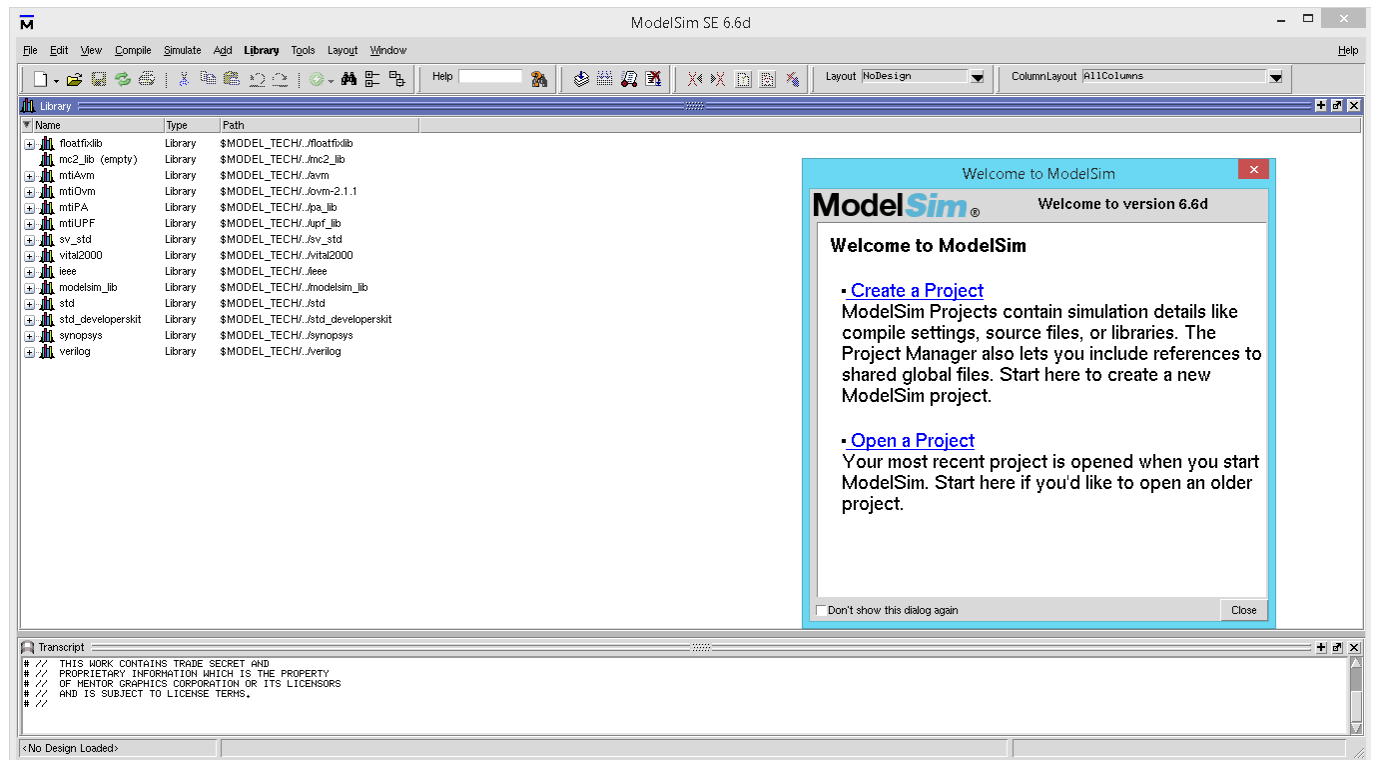 ModelSim SE 6.6d
File Edit View Compile Simulate Add Library Tools Layout Window Help
Help Layout NoDesign ColumnLayout AllColumns
Library
Name Type Path
floatfixlib Library $MODEL_TECH/../floatfixlib
mc2_lib (empty) Library $MODEL_TECH/../mc2_lib
mtiAvm Library $MODEL_TECH/../avm
mtiOvm Library $MODEL_TECH/../ovm-2.1.1
mtiPA Library $MODEL_TECH/../pa_lib
mtiUPF Library $MODEL_TECH/../upf_lib
sv_std Library $MODEL_TECH/../sv_std
vital2000 Library $MODEL_TECH/../vital2000
ieee Library $MODEL_TECH/../ieee
modelsim_lib Library $MODEL_TECH/../modelsim_lib
std Library $MODEL_TECH/../std
std_developerskit Library $MODEL_TECH/../std_developerskit
synopsys Library $MODEL_TECH/../synopsys
verilog Library $MODEL_TECH/../verilog
Welcome to ModelSim
ModelSim® Welcome to version 6.6d
Welcome to ModelSim
Create a Project
ModelSim Projects contain simulation details like
compile settings, source files, or libraries. The
Project Manager also lets you include references to
shared global files. Start here to create a new
ModelSim project.
Open a Project
Your most recent project is opened when you start
ModelSim. Start here if you'd like to open an older
project.
Don't show this dialog again Close
Transcript
# // THIS WORK CONTAINS TRADE SECRET AND
# // PROPRIETARY INFORMATION WHICH IS THE PROPERTY
# // OF MENTOR GRAPHICS CORPORATION OR ITS LICENSORS
# // AND IS SUBJECT TO LICENSE TERMS.
# //
<No Design Loaded>